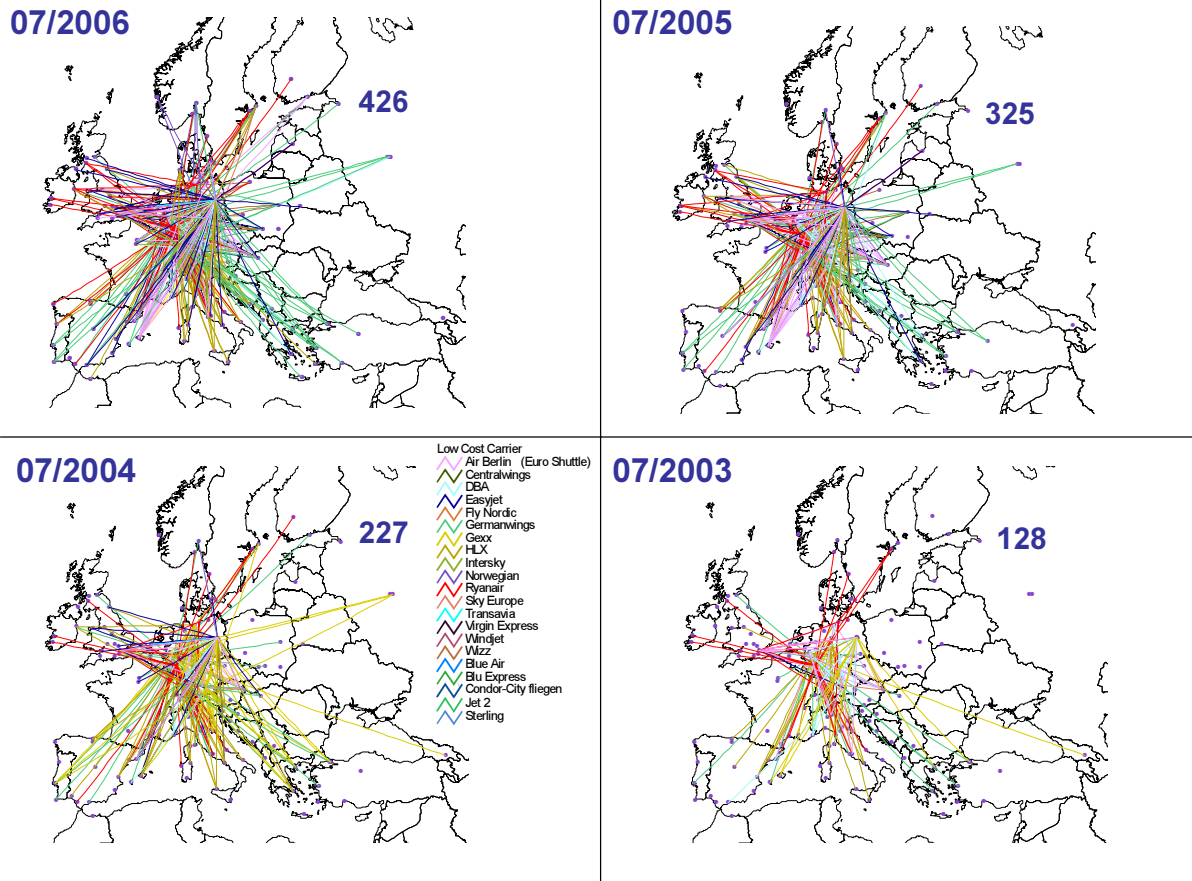 07/2006
426
07/2005
325
07/2004
227
Low Cost Carrier
Air Berlin (Euro Shuttle)
Centralwings
DBA
Easyjet
Fly Nordic
Germanwings
Gexx
HLX
Intersky
Norwegian
Ryanair
Sky Europe
Transavia
Virgin Express
Windjet
Wizz
Blue Air
Blu Express
Condor-City fliegen
Jet 2
Sterling
07/2003
128